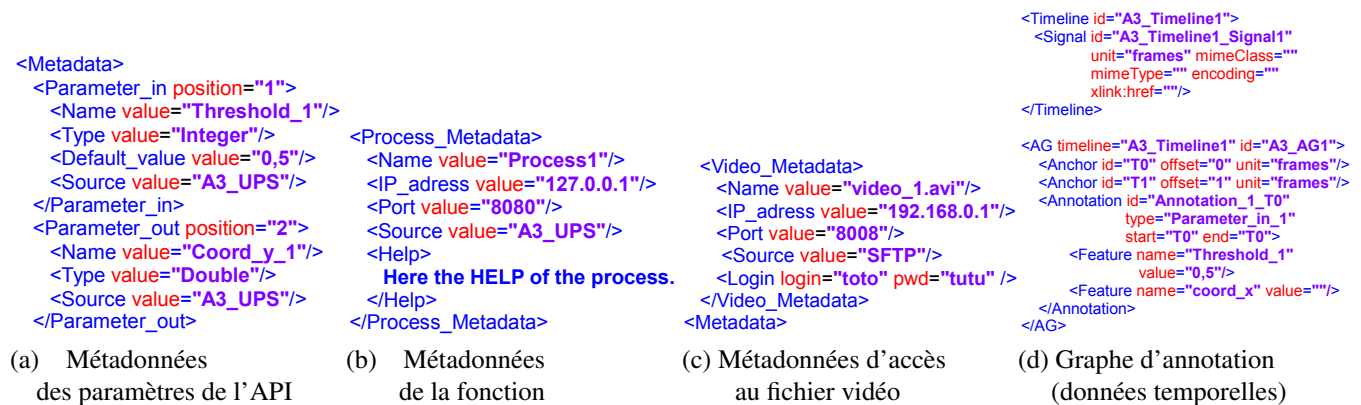 <Metadata>
<Parameter_in position="1">
<Name value="Threshold_1"/>
<Type value="Integer"/>
<Default_value value="0,5"/>
<Source value="A3_UPS"/>
</Parameter_in>
<Parameter_out position="2">
<Name value="Coord_y_1"/>
<Type value="Double"/>
<Source value="A3_UPS"/>
</Parameter_out>
(a) Métadonnées
des paramètres de l'API
<Process_Metadata>
<Name value="Process1"/>
<IP_adress value="127.0.0.1"/>
<Port value="8080"/>
<Source value="A3_UPS"/>
<Help>
Here the HELP of the process.
</Help>
</Process_Metadata>
(b) Métadonnées
de la fonction
<Video_Metadata>
<Name value="video_1.avi"/>
<IP_adress value="192.168.0.1"/>
<Port value="8008"/>
<Source value="SFTP"/>
<Login login="toto" pwd="tutu" />
</Video_Metadata>
<Metadata>
(c) Métadonnées d'accès
au fichier vidéo
<Timeline id="A3_Timeline1">
<Signal id="A3_Timeline1_Signal1"
unit="frames" mimeClass=""
mimeType="" encoding=""
xlink:href=""/>
</Timeline>
<AG timeline="A3_Timeline1" id="A3_AG1">
<Anchor id="T0" offset="0" unit="frames"/>
<Anchor id="T1" offset="1" unit="frames"/>
<Annotation id="Annotation_1_T0"
type="Parameter_in_1"
start="T0" end="T0">
<Feature name="Threshold_1"
value="0,5"/>
<Feature name="coord_x" value=""/>
</Annotation>
</AG>
(d) Graphe d'annotation
(données temporelles)